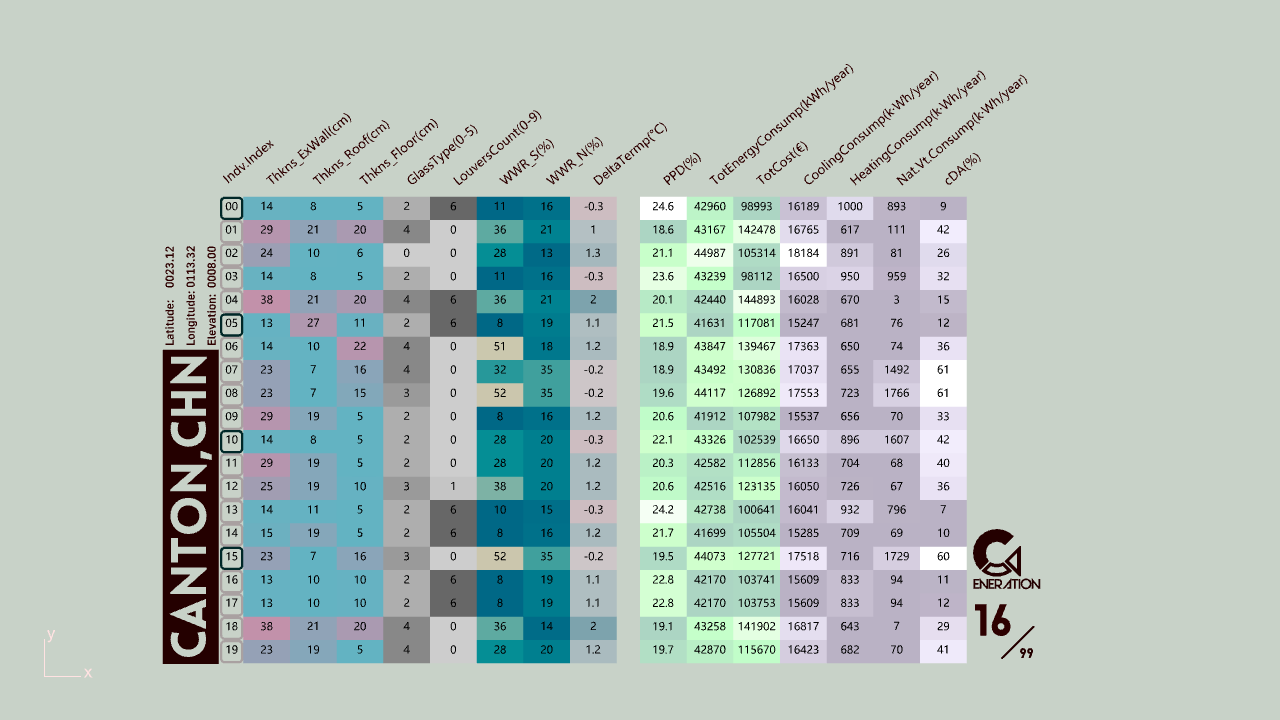 Indv.Index Thkns_ExWall(cm) Thkns_Roof(cm) Thkns_Floor(cm) GlassType(0-5) LouversCount(0-9) WWR_S(%) WWR_N(%) DeltaTermp(°C) PPD(%) TotEnergyConsump(kWh/year) TotCost(€) CoolingConsump(k·Wh/year) HeatingConsump(k·Wh/year) Nat.Vt.Consump(k·Wh/year) cDA(%)
00 14 8 5 2 6 11 16 -0.3 24.6 42960 98993 16189 1000 893 9
01 29 21 20 4 0 36 21 1 18.6 43167 142478 16765 617 111 42
02 24 10 6 0 0 28 13 1.3 21.1 44987 105314 18184 891 81 26
03 14 8 5 2 0 11 16 -0.3 23.6 43239 98112 16500 950 959 32
04 38 21 20 4 6 36 21 2 20.1 42440 144893 16028 670 3 15
05 13 27 11 2 6 8 19 1.1 21.5 41631 117081 15247 681 76 12
06 14 10 22 4 0 51 18 1.2 18.9 43847 139467 17363 650 74 36
07 23 7 16 4 0 32 35 -0.2 18.9 43492 130836 17037 655 1492 61
08 23 7 15 3 0 52 35 -0.2 19.6 44117 126892 17553 723 1766 61
09 29 19 5 2 0 8 16 1.2 20.6 41912 107982 15537 656 70 33
10 14 8 5 2 0 28 20 -0.3 22.1 43326 102539 16650 896 1607 42
11 29 19 5 2 0 28 20 1.2 20.3 42582 112856 16133 704 68 40
12 25 19 10 3 1 38 20 1.2 20.6 42516 123135 16050 726 67 36
13 14 11 5 2 6 10 15 -0.3 24.2 42738 100641 16041 932 796 7
14 15 19 5 2 6 8 16 1.2 21.7 41699 105504 15285 709 69 10
15 23 7 16 3 0 52 35 -0.2 19.5 44073 127721 17518 716 1729 60
16 13 10 10 2 6 8 19 1.1 22.8 42170 103741 15609 833 94 11
17 13 10 10 2 6 8 19 1.1 22.8 42170 103753 15609 833 94 12
18 38 21 20 4 0 36 14 2 19.1 43258 141902 16817 643 7 29
19 23 19 5 4 0 28 20 1.2 19.7 42870 115670 16423 682 70 41
Latitude: 0023.12
Longitude: 0113.32
Elevation: 0008.00
CANTON,CHN
G
ENERATION
16/99
y
x